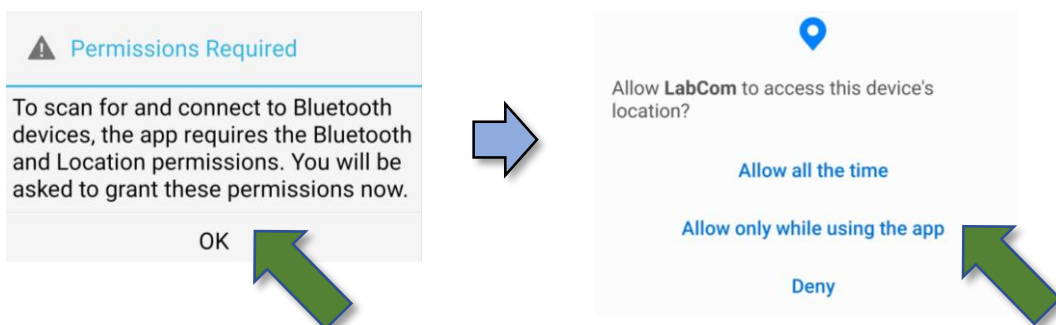 Permissions Required
To scan for and connect to Bluetooth
devices, the app requires the Bluetooth
and Location permissions. You will be
asked to grant these permissions now.
OK
Allow LabCom to access this device's
location?
Allow all the time
Allow only while using the app
Deny